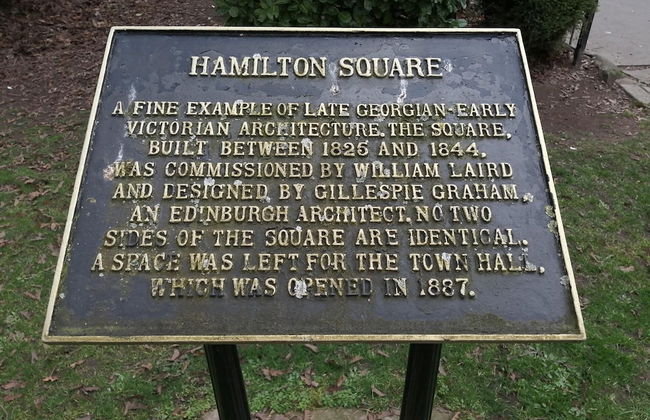 HAMILTON SQUARE
A FINE EXAMPLE OF LATE GEORGIAN-EARLY
VICTORIAN ARCHITECTURE. THE SQUARE,
BUILT BETWEEN 1825 AND 1844,
WAS COMMISSIONED BY WILLIAM LAIRD
AND DESIGNED BY GILLESPIE GRAHAM
AN EDINBURGH ARCHITECT. NO TWO
SIDES OF THE SQUARE ARE IDENTICAL.
A SPACE WAS LEFT FOR THE TOWN HALL,
WHICH WAS OPENED IN 1887.